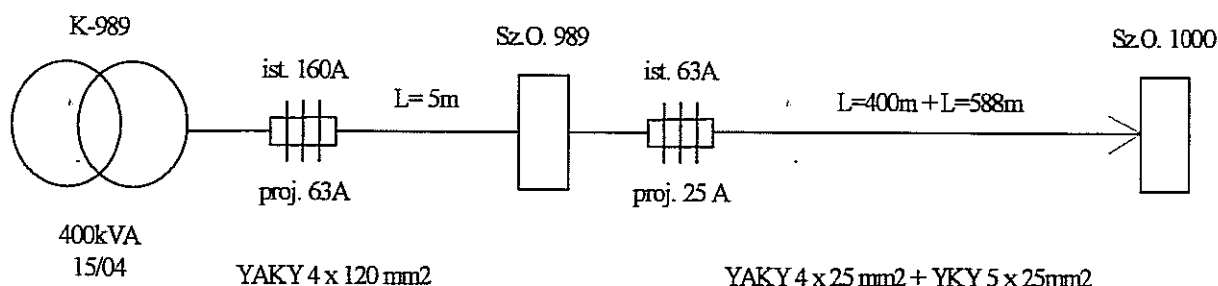 K-989
Sz.O. 989
Sz.O. 1000
ist. 160A
L= 5m
ist. 63A
L=400m + L=588m
proj. 63A
proj. 25 A
400kVA
15/04
YAKY 4 x 120 mm2
YAKY 4 x 25 mm2 + YKY 5 x 25mm2